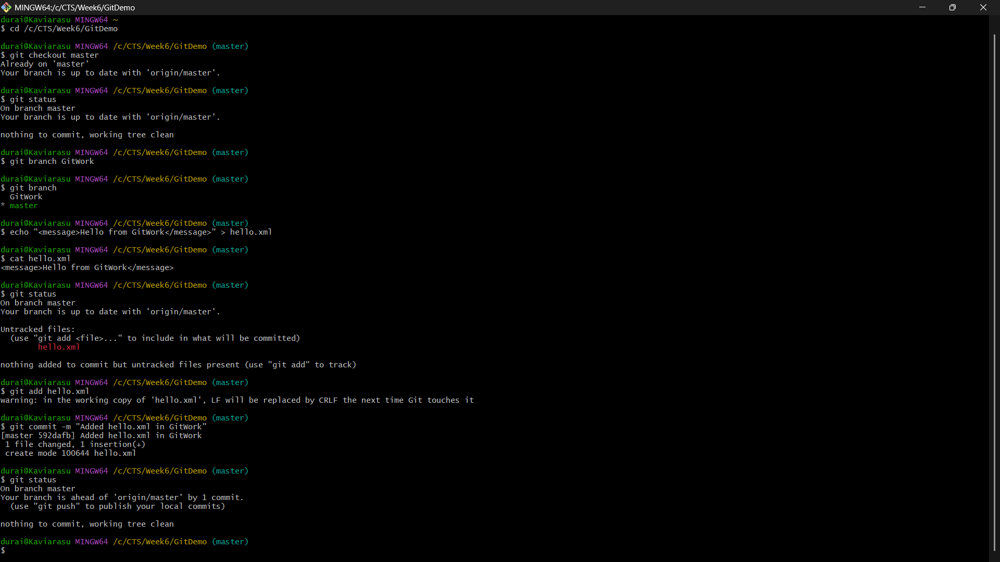 MINGW64:/c/CTS/Week6/GitDemo
durai@Kaviarasu MINGW64 ~
$ cd /c/CTS/Week6/GitDemo
durai@Kaviarasu MINGW64 /c/CTS/Week6/GitDemo (master)
$ git checkout master
Already on 'master'
Your branch is up to date with 'origin/master'.
durai@Kaviarasu MINGW64 /c/CTS/Week6/GitDemo (master)
$ git status
On branch master
Your branch is up to date with 'origin/master'.
nothing to commit, working tree clean
durai@Kaviarasu MINGW64 /c/CTS/Week6/GitDemo (master)
$ git branch GitWork
durai@Kaviarasu MINGW64 /c/CTS/Week6/GitDemo (master)
$ git branch
  GitWork
* master
durai@Kaviarasu MINGW64 /c/CTS/Week6/GitDemo (master)
$ echo "<message>Hello from GitWork</message>" > hello.xml
durai@Kaviarasu MINGW64 /c/CTS/Week6/GitDemo (master)
$ cat hello.xml
<message>Hello from GitWork</message>
durai@Kaviarasu MINGW64 /c/CTS/Week6/GitDemo (master)
$ git status
On branch master
Your branch is up to date with 'origin/master'.
Untracked files:
  (use "git add <file>..." to include in what will be committed)
        hello.xml
nothing added to commit but untracked files present (use "git add" to track)
durai@Kaviarasu MINGW64 /c/CTS/Week6/GitDemo (master)
$ git add hello.xml
warning: in the working copy of 'hello.xml', LF will be replaced by CRLF the next time Git touches it
durai@Kaviarasu MINGW64 /c/CTS/Week6/GitDemo (master)
$ git commit -m "Added hello.xml in GitWork"
[master 592dafb] Added hello.xml in GitWork
 1 file changed, 1 insertion(+)
 create mode 100644 hello.xml
durai@Kaviarasu MINGW64 /c/CTS/Week6/GitDemo (master)
$ git status
On branch master
Your branch is ahead of 'origin/master' by 1 commit.
  (use "git push" to publish your local commits)
nothing to commit, working tree clean
durai@Kaviarasu MINGW64 /c/CTS/Week6/GitDemo (master)
$